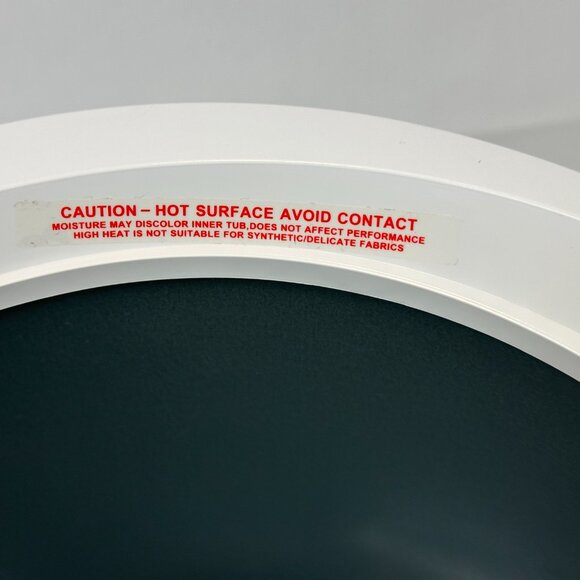 CAUTION – HOT SURFACE AVOID CONTACT
MOISTURE MAY DISCOLOR INNER TUB,DOES NOT AFFECT PERFORMANCE
HIGH HEAT IS NOT SUITABLE FOR SYNTHETIC/DELICATE FABRICS